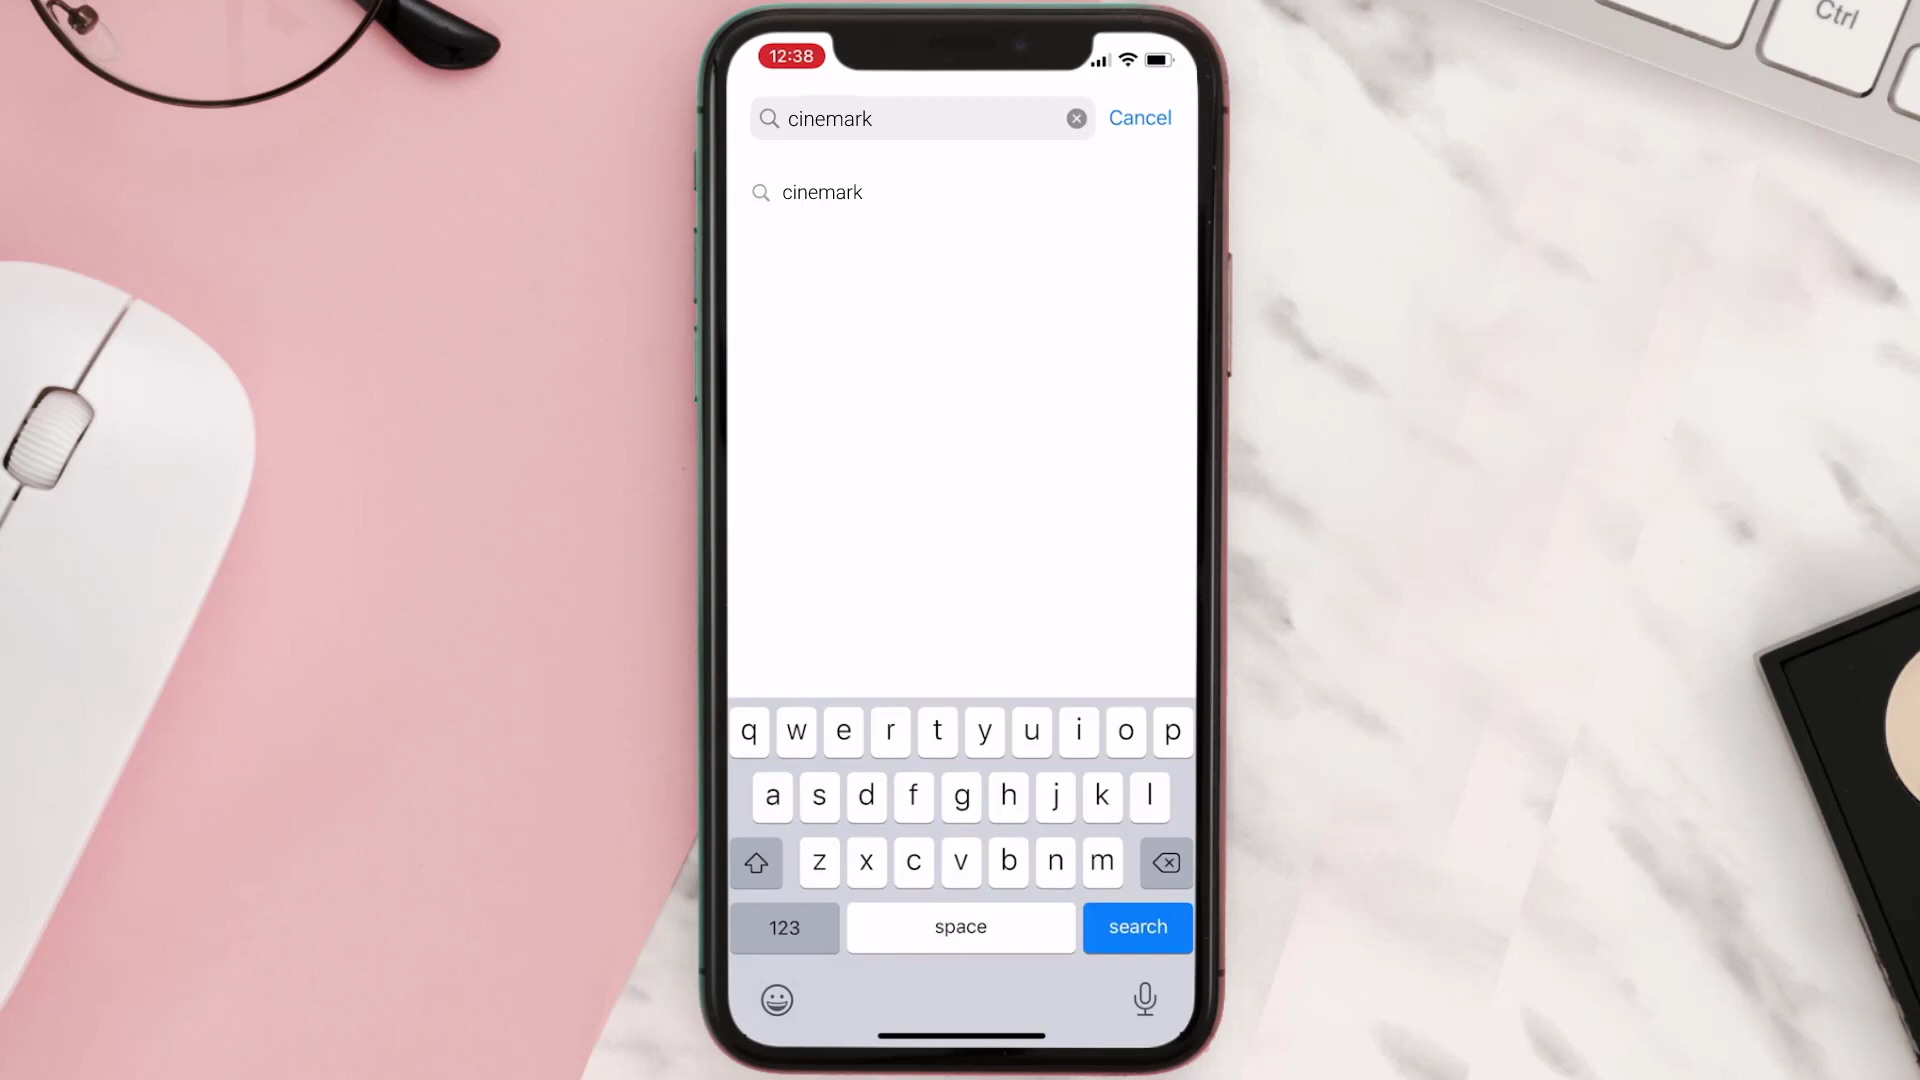 Ctrl
12:38
cinemark
Cancel
cinemark
q w e r t y u i o p
a s d f g h j k l
z x c v b n m
123
space
search